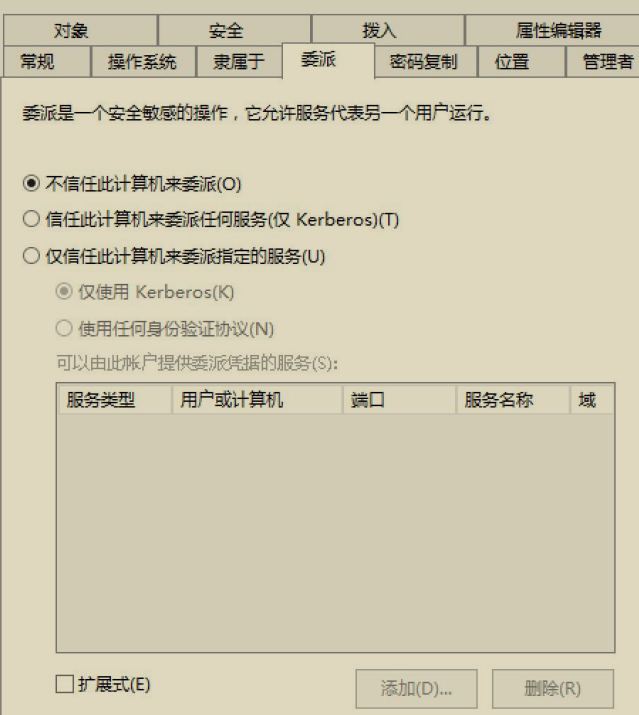 对象 安全 拨入 属性编辑器
常规 操作系统 隶属于 委派 密码复制 位置 管理者
委派是一个安全敏感的操作，它允许服务代表另一个用户运行。
不信任此计算机来委派(O)
信任此计算机来委派任何服务(仅 Kerberos)(T)
仅信任此计算机来委派指定的服务(U)
仅使用 Kerberos(K)
使用任何身份验证协议(N)
可以由此帐户提供委派凭据的服务(S):
服务类型 用户或计算机 端口 服务名称 域
扩展式(E) 添加(D)... 删除(R)